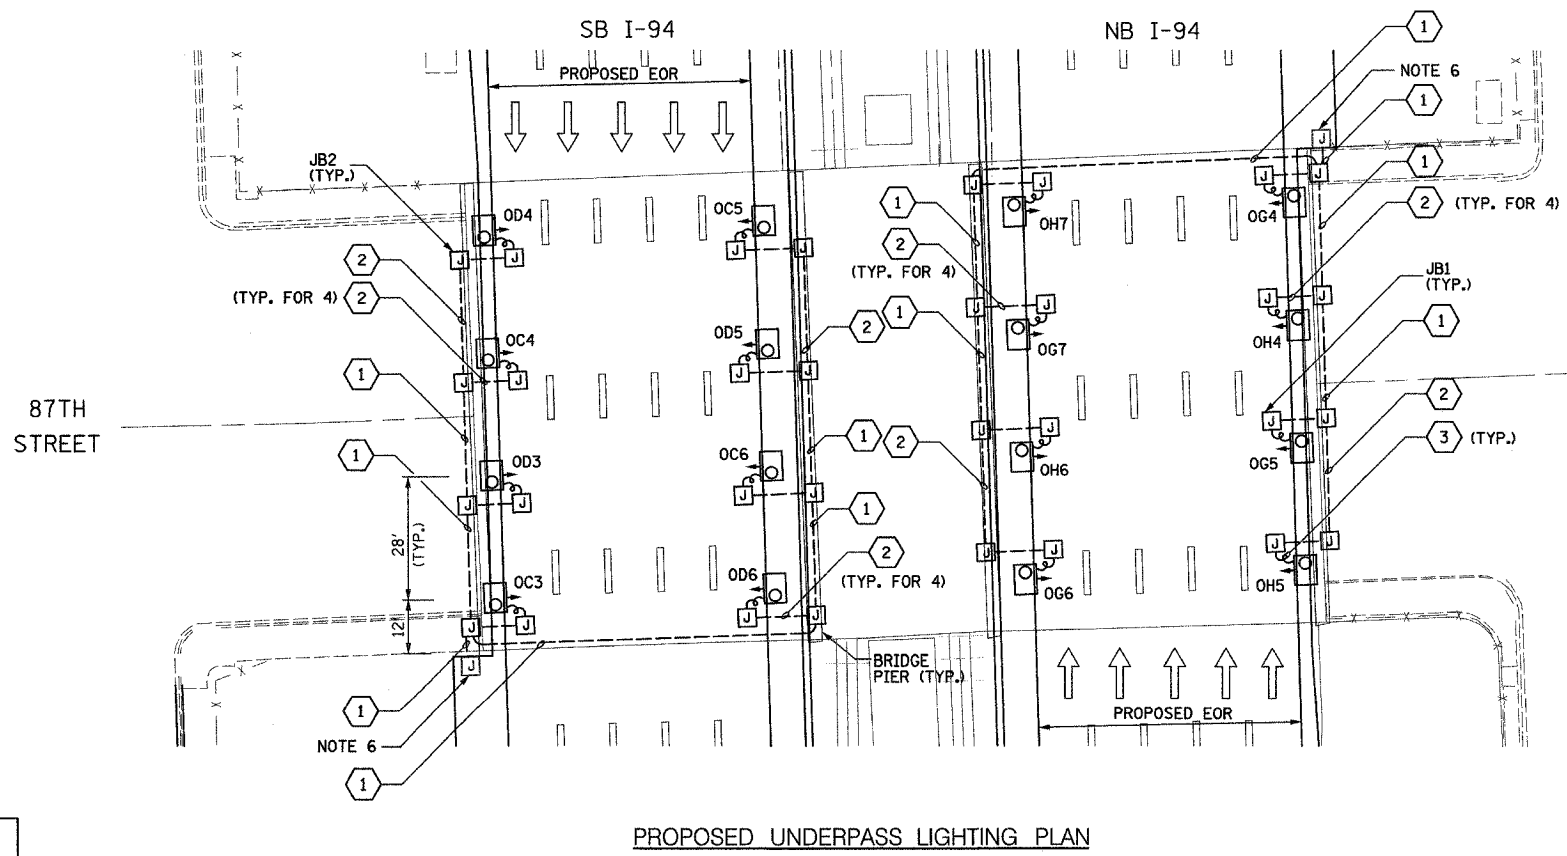 SB I-94
NB I-94
1
PROPOSED EOR
NOTE 6
J
1
JB2
(TYP.)
1
J
J
J
J
J
OD4
OC5
1
OH7
OG4
2 (TYP. FOR 4)
J
J
J
J
2
2
(TYP. FOR 4)
JB1
(TYP.)
(TYP. FOR 4) 2
J
J
J
J
1
OC4
OD5
2
OG7
OH4
1
J
J
J
J
1
2
87TH
STREET
J
J
J
J
1
1
2
OD3
OC6
OH6
OG5
3 (TYP.)
J
J
J
J
1
28'
(TYP.)
2
(TYP. FOR 4)
J
J
J
J
OC3
OD6
OG6
OH5
12'
J
J
J
J
J
BRIDGE
PIER (TYP.)
1
PROPOSED EOR
NOTE 6
1
PROPOSED UNDERPASS LIGHTING PLAN